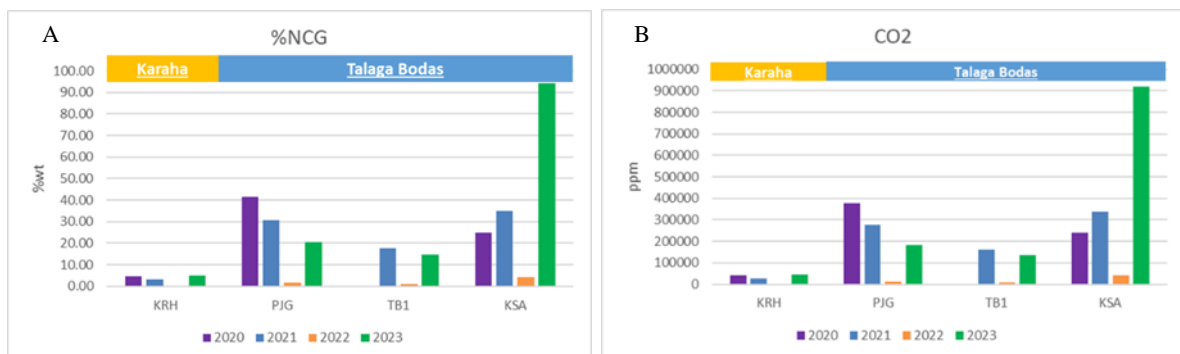 A
%NCG
Karaha
Talaga Bodas
100.00
90.00
80.00
70.00
60.00
50.00
40.00
30.00
20.00
10.00
0.00
%wt
KRH PJG TB1 KSA
2020 2021 2022 2023
B
CO2
Karaha
Talaga Bodas
1000000
900000
800000
700000
600000
500000
400000
300000
200000
100000
0
ppm
KRH PJG TB1 KSA
2020 2021 2022 2023